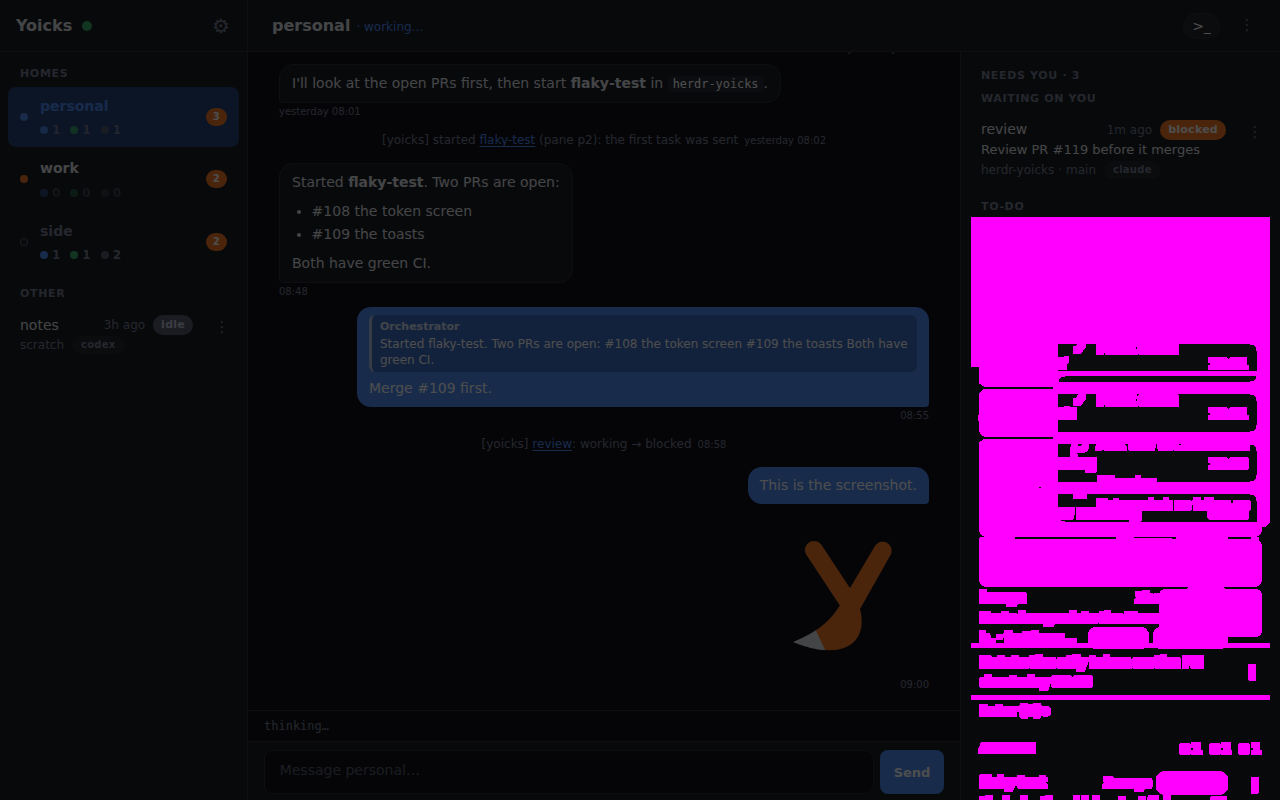 Yoicks
HOMES
personal
1 1 1
3
work
0 0 0
2
side
1 1 2
2
OTHER
notes 3h ago idle
scratch codex
personal · working…
>_
I'll look at the open PRs first, then start flaky-test in herdr-yoicks.
yesterday 08:01
[yoicks] started flaky-test (pane p2); the first task was sent yesterday 08:02
Started flaky-test. Two PRs are open:
• #108 the token screen
• #109 the toasts
Both have green CI.
08:48
Orchestrator
Started flaky-test. Two PRs are open: #108 the token screen #109 the toasts Both have
green CI.
Merge #109 first.
08:55
[yoicks] review: working → blocked 08:58
This is the screenshot.
09:00
thinking…
Message personal…
Send
NEEDS YOU · 3
WAITING ON YOU
review 1m ago blocked
Review PR #119 before it merges
herdr-yoicks · main claude
TO-DO